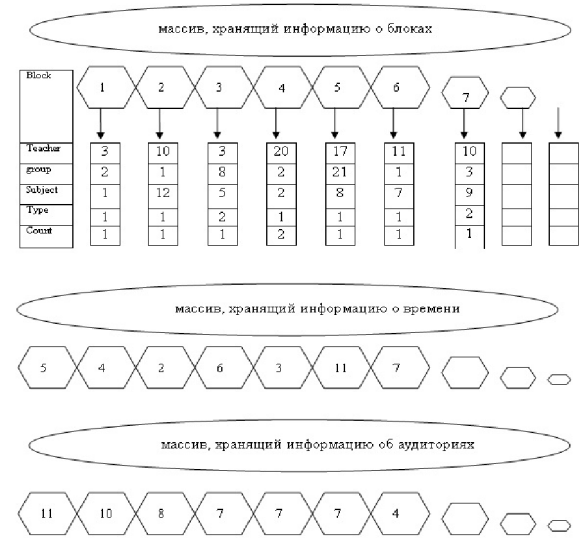 массив, хранящий информацию о блоках
Block 1 2 3 4 5 6 7
Teacher 3 10 3 20 17 11 10
group 2 1 8 2 21 1 3
Subject 1 12 5 2 8 7 9
Type 1 1 2 1 1 1 2
Count 1 1 1 2 1 1 1
массив, хранящий информацию о времени
5 4 2 6 3 11 7
массив, хранящий информацию об аудиториях
11 10 8 7 7 7 4